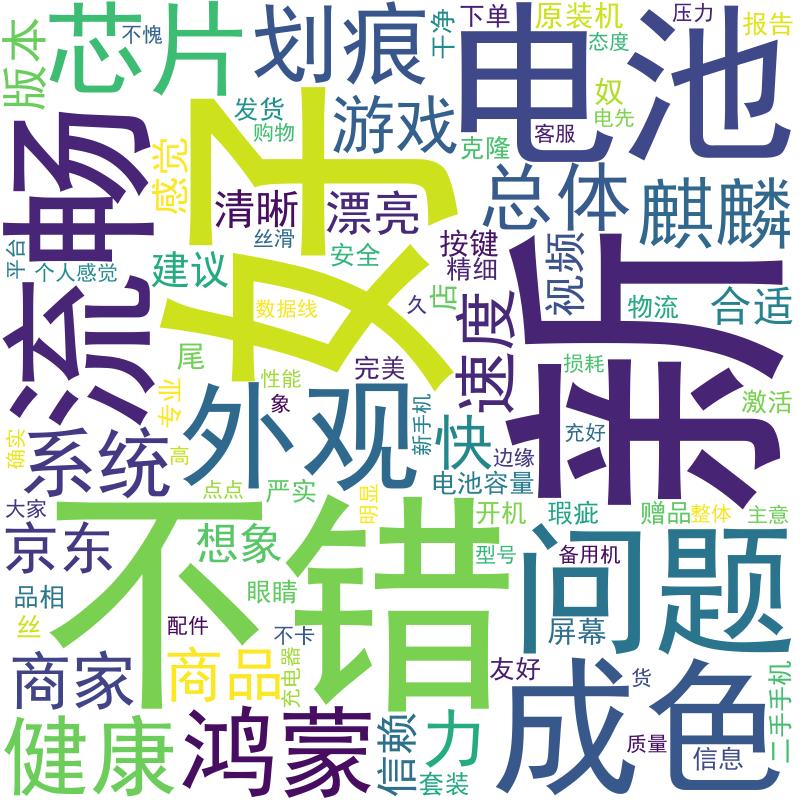 版本
芯片
不愧
划痕
干净
下单
原装机
态度
压力
报告
电池
奴
电先
客服
克隆
发货
购物
游戏
好
流畅
感觉
清晰
漂亮
丝滑
安全
按键
精细
总体
麒麟
平台
个人感觉
建议
数据线
久
店
视频
新
物流
合适
速度
尾
完美
性能
象
专业
外观
新手机
快
损耗
充好
激活
确实
系统
高
点点
严实
明显
边缘
电池容量
大家
不错
开机
瑕疵
赠品
整体
主意
京东
想象
型号
备用机
问题
品相
眼睛
屏幕
丝
配件
不卡
商家
商品
充电器
友好
成色
货
二手手机
健康
鸿蒙
信赖
力
套装
质量
信息